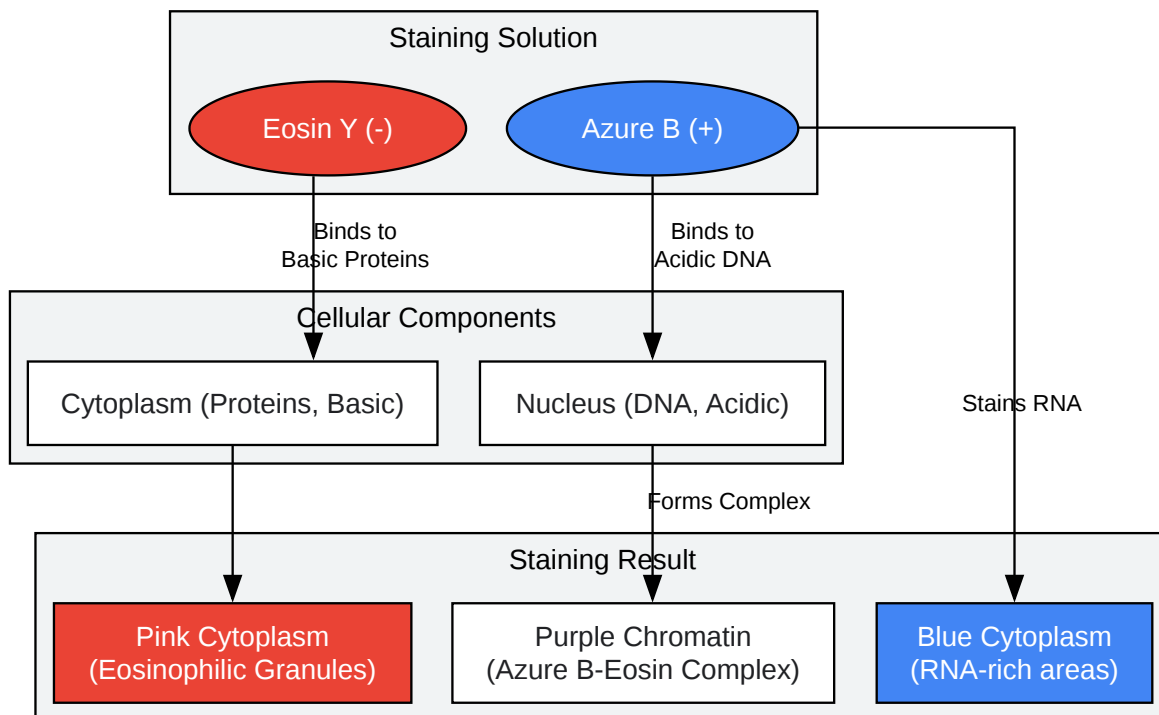 Staining Solution
Eosin Y (-)
Azure B (+)
Binds to
Basic Proteins
Binds to
Acidic DNA
Cellular Components
Cytoplasm (Proteins, Basic)
Nucleus (DNA, Acidic)
Stains RNA
Forms Complex
Staining Result
Pink Cytoplasm
(Eosinophilic Granules)
Purple Chromatin
(Azure B-Eosin Complex)
Blue Cytoplasm
(RNA-rich areas)